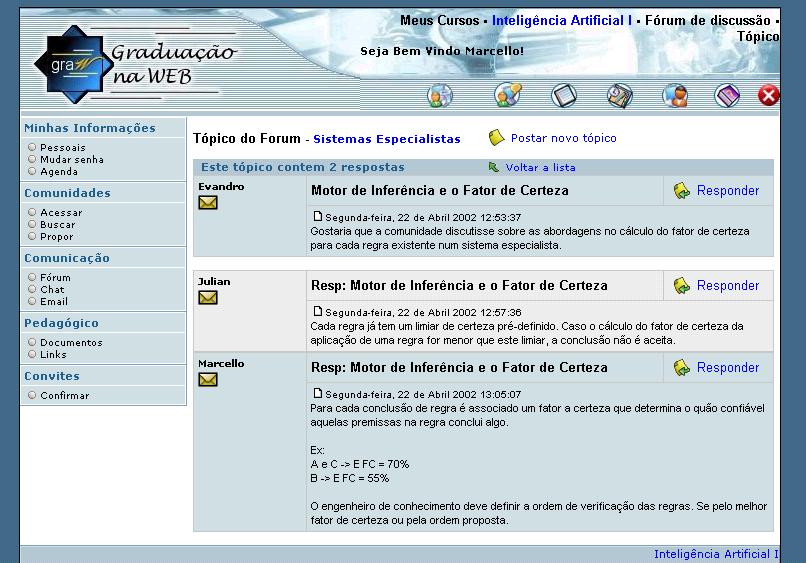 Meus Cursos • Inteligência Artificial I • Fórum de discussão •
Tópico
Seja Bem Vindo Marcello!
Graduação
na WEB
graw
Minhas Informações
Pessoais
Mudar senha
Agenda
Comunidades
Acessar
Buscar
Propor
Comunicação
Fórum
Chat
Email
Pedagógico
Documentos
Links
Convites
Confirmar
Tópico do Forum - Sistemas Especialistas
Postar novo tópico
Este tópico contem 2 respostas
Voltar a lista
Evandro
Motor de Inferência e o Fator de Certeza
Responder
Segunda-feira, 22 de Abril 2002 12:53:37
Gostaria que a comunidade discutisse sobre as abordagens no cálculo do fator de certeza
para cada regra existente num sistema especialista.
Julian
Resp: Motor de Inferência e o Fator de Certeza
Responder
Segunda-feira, 22 de Abril 2002 12:57:36
Cada regra já tem um limiar de certeza pré-definido. Caso o cálculo do fator de certeza da
aplicação de uma regra for menor que este limiar, a conclusão não é aceita.
Marcello
Resp: Motor de Inferência e o Fator de Certeza
Responder
Segunda-feira, 22 de Abril 2002 13:05:07
Para cada conclusão de regra é associado um fator a certeza que determina o quão confiável
aquelas premissas na regra conclui algo.
Ex:
A e C -> E FC = 70%
B -> E FC = 55%
O engenheiro de conhecimento deve definir a ordem de verificação das regras. Se pelo melhor
fator de certeza ou pela ordem proposta.
Inteligência Artificial I